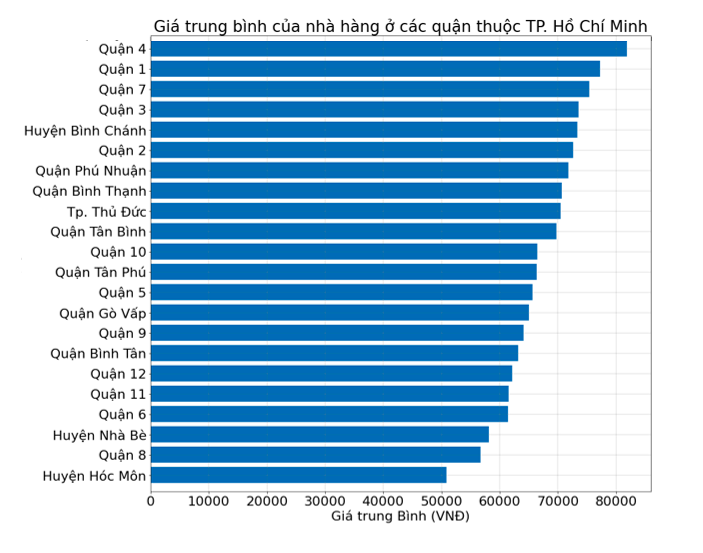 Giá trung bình của nhà hàng ở các quận thuộc TP. Hồ Chí Minh
Quận 4
Quận 1
Quận 7
Quận 3
Huyện Bình Chánh
Quận 2
Quận Phú Nhuận
Quận Bình Thạnh
Tp. Thủ Đức
Quận Tân Bình
Quận 10
Quận Tân Phú
Quận 5
Quận Gò Vấp
Quận 9
Quận Bình Tân
Quận 12
Quận 11
Quận 6
Huyện Nhà Bè
Quận 8
Huyện Hóc Môn
0 10000 20000 30000 40000 50000 60000 70000 80000
Giá trung Bình (VNĐ)